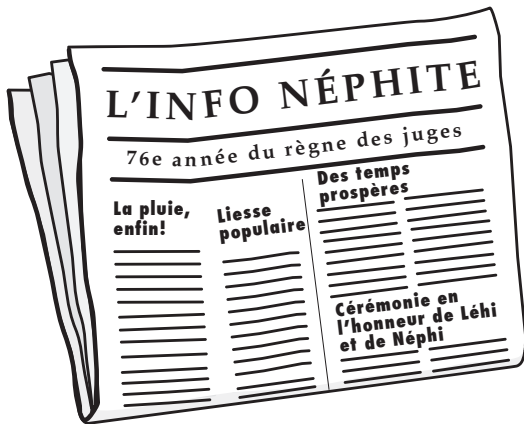 L'INFO NÉPHITE
76e année du règne des juges
La pluie,
enfin!
Liesse
populaire
Des temps
prospères
Cérémonie en
l'honneur de Léhi
et de Néphi